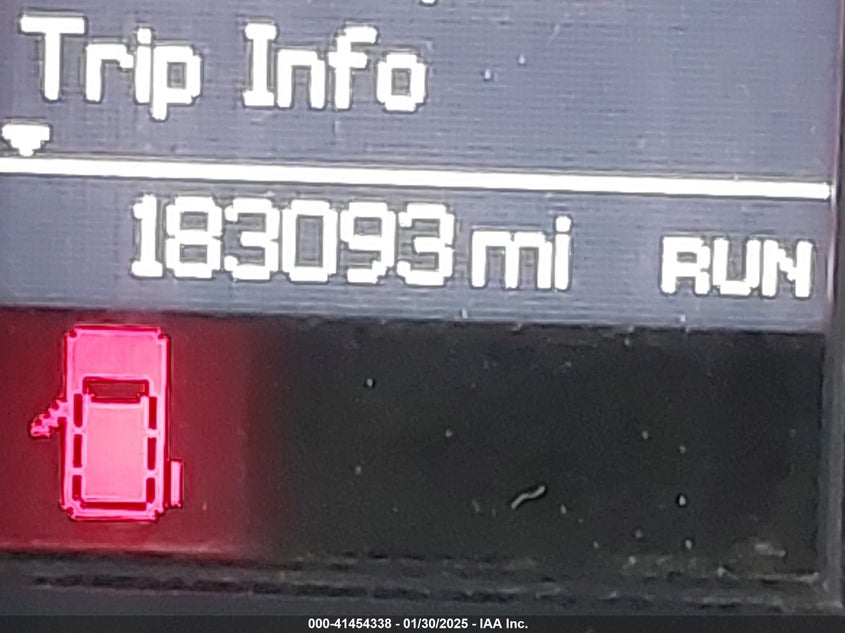 Trip Info
183093 mi RUN
000-41454338 - 01/30/2025 - IAA Inc.